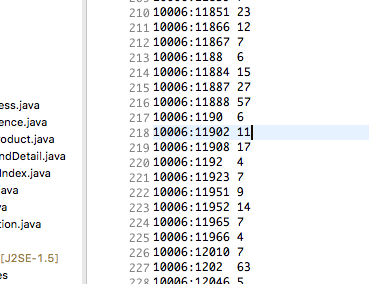 ess.java
ence.java
roduct.java
ndDetail.java
Index.java
ava
va
tion.java
[J2SE-1.5]
es
210 10006:11851 23
211 10006:11866 12
212 10006:11867 7
213 10006:1188 6
214 10006:11884 15
215 10006:11887 27
216 10006:11888 57
217 10006:1190 6
218 10006:11902 11
219 10006:11908 17
220 10006:1192 4
221 10006:11923 7
222 10006:11951 9
223 10006:11952 14
224 10006:11965 7
225 10006:11966 4
226 10006:12010 7
227 10006:1202 63
228 10006:12046 5